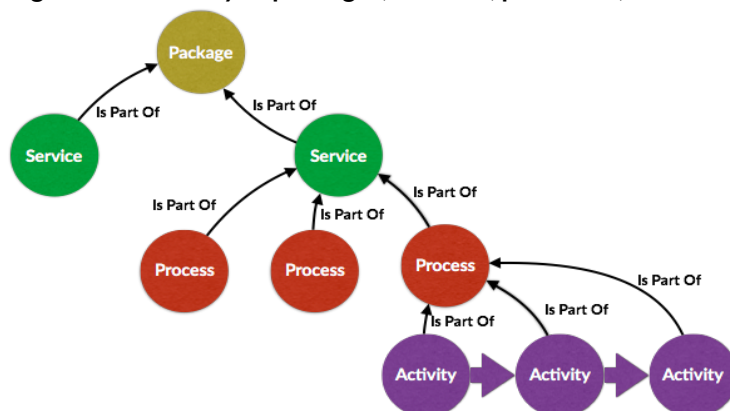 Package
Is Part Of
Is Part Of
Service
Service
Is Part Of
Is Part Of
Is Part Of
Process
Process
Process
Is Part Of
Is Part Of
Is Part Of
Activity
Activity
Activity